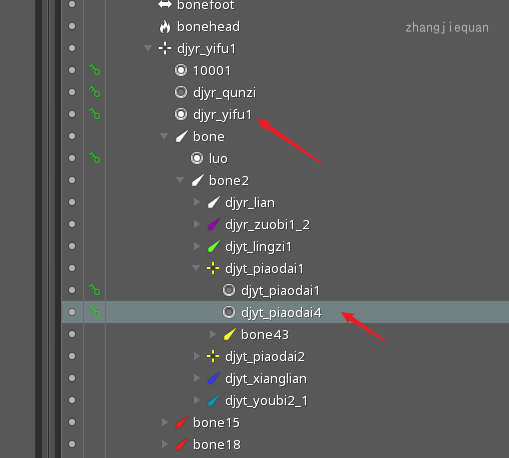 bonefoot
bonehead
zhangjiequan
djyr_yifu1
10001
djyr_qunzi
djyr_yifu1
bone
luo
bone2
djyr_lian
djyr_zuobi1_2
djyt_lingzi1
djyt_piaodai1
djyt_piaodai1
djyt_piaodai4
bone43
djyt_piaodai2
djyt_xianglian
djyt_youbi2_1
bone15
bone18